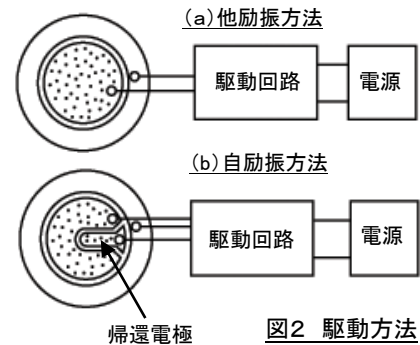 (a)他励振方法
駆動回路
電源
(b)自励振方法
駆動回路
電源
帰還電極
図2 駆動方法